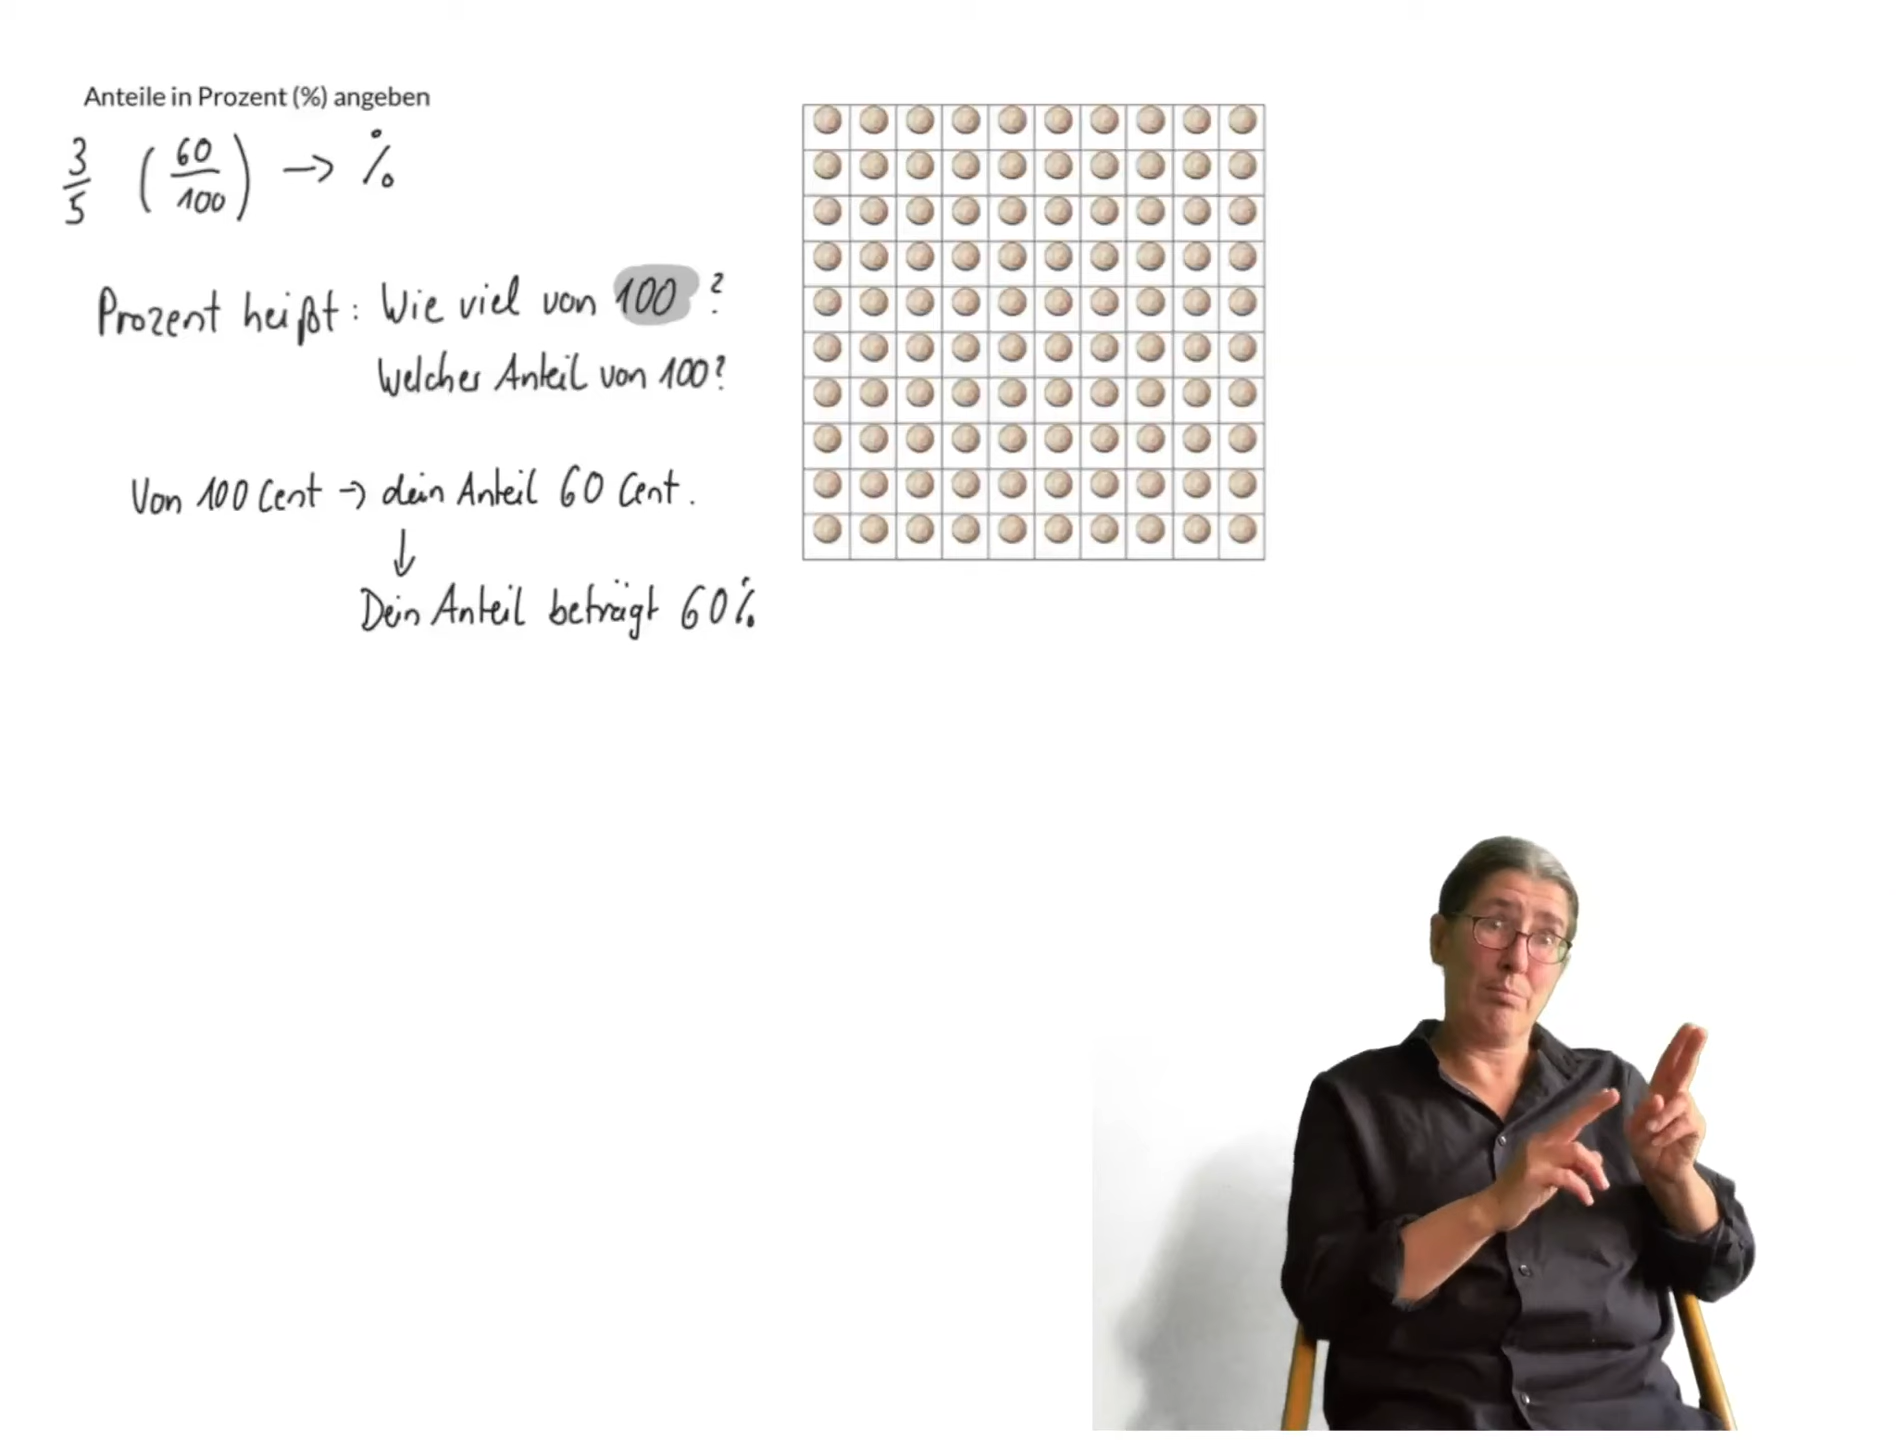 Anteile in Prozent (%) angeben
3/5 (60/100) → %
Prozent heißt: Wie viel von 100?
Welcher Anteil von 100?
Von 100 Cent → dein Anteil 60 Cent.
↓
Dein Anteil beträgt 60%